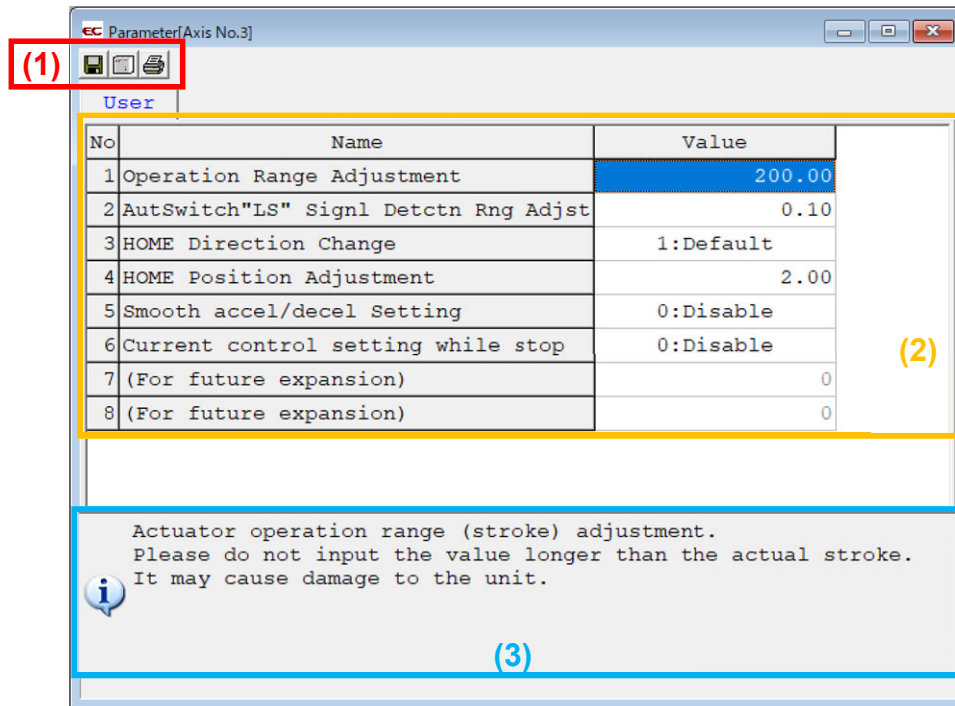 EC Parameter[Axis No.3]
(1)
User
No Name Value
1 Operation Range Adjustment 200.00
2 AutSwitch"LS" Signl Detctn Rng Adjst 0.10
3 HOME Direction Change 1:Default
4 HOME Position Adjustment 2.00
5 Smooth accel/decel Setting 0:Disable
6 Current control setting while stop 0:Disable
7 (For future expansion) 0
8 (For future expansion) 0
(2)
Actuator operation range (stroke) adjustment.
Please do not input the value longer than the actual stroke.
It may cause damage to the unit.
(3)